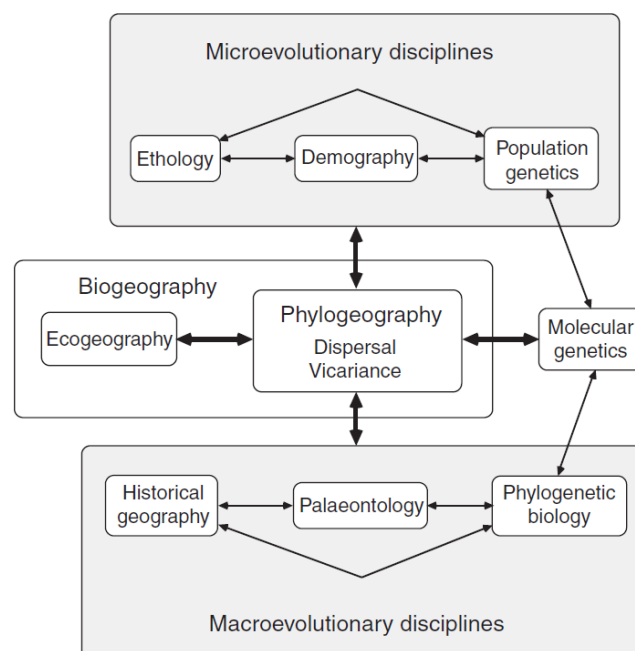 Microevolutionary disciplines
Ethology
Demography
Population
genetics
Biogeography
Ecogeography
Phylogeography
Dispersal
Vicariance
Molecular
genetics
Historical
geography
Palaeontology
Phylogenetic
biology
Macroevolutionary disciplines